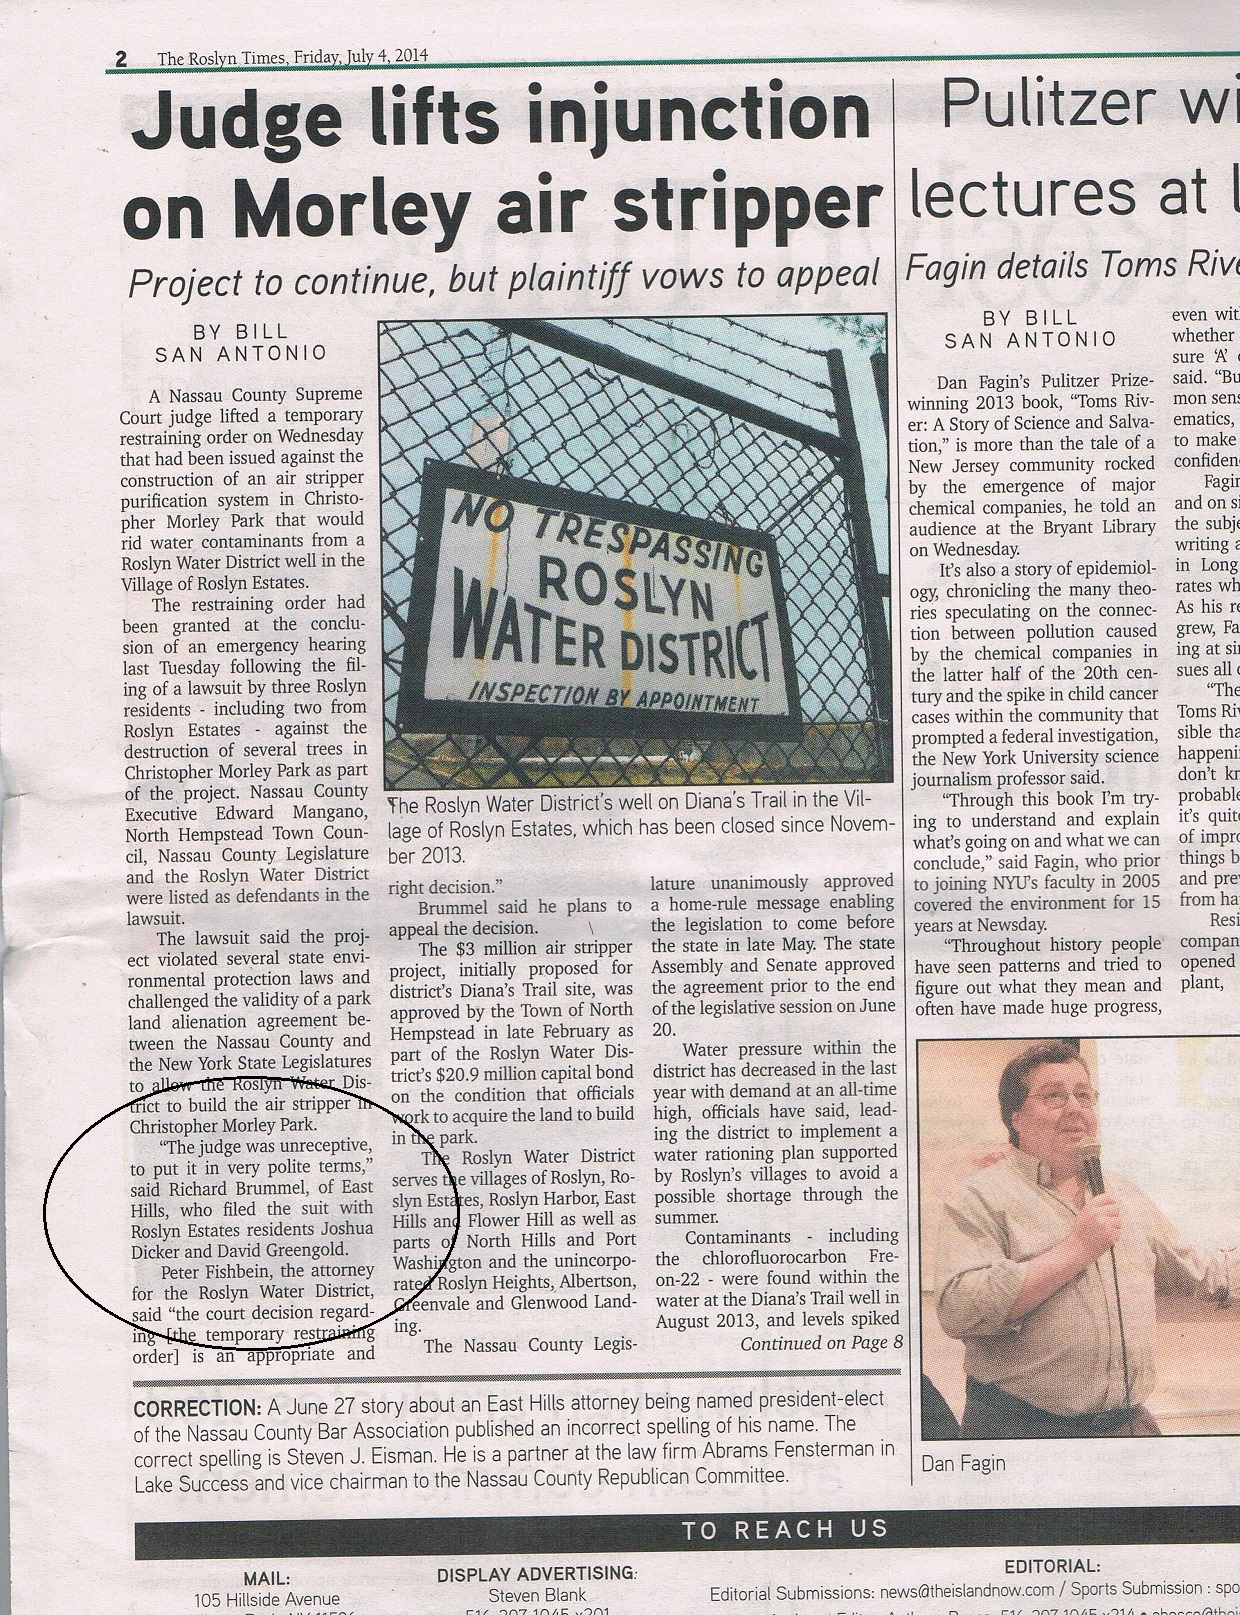 2 The Roslyn Times, Friday, July 4, 2014
Judge lifts injunction
on Morley air stripper
Project to continue, but plaintiff vows to appeal
BY BILL
SAN ANTONIO
A Nassau County Supreme
Court judge lifted a temporary
restraining order on Wednesday
that had been issued against the
construction of an air stripper
purification system in Christo-
pher Morley Park that would
rid water contaminants from a
Roslyn Water District well in the
Village of Roslyn Estates.
The restraining order had
been granted at the conclu-
sion of an emergency hearing
last Tuesday following the fil-
ing of a lawsuit by three Roslyn
residents - including two from
Roslyn Estates - against the
destruction of several trees in
Christopher Morley Park as part
of the project. Nassau County
Executive Edward Mangano,
North Hempstead Town Coun-
cil, Nassau County Legislature
and the Roslyn Water District
were listed as defendants in the
lawsuit.
The lawsuit said the proj-
ect violated several state envi-
ronmental protection laws and
challenged the validity of a park
land alienation agreement be-
tween the Nassau County and
the New York State Legislatures
to allow the Roslyn Water Dis-
trict to build the air stripper in
Christopher Morley Park.
"The judge was unreceptive,
to put it in very polite terms,"
said Richard Brummel, of East
Hills, who filed the suit with
Roslyn Estates residents Joshua
Dicker and David Greengold.
Peter Fishbein, the attorney
for the Roslyn Water District,
said "the court decision regard-
ing [the temporary restraining
order] is an appropriate and
NO TRESPASSING
ROSLYN
WATER DISTRICT
INSPECTION BY APPOINTMENT
The Roslyn Water District's well on Diana's Trail in the Vil-
lage of Roslyn Estates, which has been closed since Novem-
ber 2013.
right decision."
Brummel said he plans to
appeal the decision.
The $3 million air stripper
project, initially proposed for
district's Diana's Trail site, was
approved by the Town of North
Hempstead in late February as
part of the Roslyn Water Dis-
trict's $20.9 million capital bond
on the condition that officials
work to acquire the land to build
in the park.
The Roslyn Water District
serves the villages of Roslyn, Ro-
slyn Estates, Roslyn Harbor, East
Hills and Flower Hill as well as
parts of North Hills and Port
Washington and the unincorpo-
rated Roslyn Heights, Albertson,
Greenvale and Glenwood Land-
ing.
The Nassau County Legis-
lature unanimously approved
a home-rule message enabling
the legislation to come before
the state in late May. The state
Assembly and Senate approved
the agreement prior to the end
of the legislative session on June
20.
Water pressure within the
district has decreased in the last
year with demand at an all-time
high, officials have said, lead-
ing the district to implement a
water rationing plan supported
by Roslyn's villages to avoid a
possible shortage through the
summer.
Contaminants - including
the chlorofluorocarbon Fre-
on-22 - were found within the
water at the Diana's Trail well in
August 2013, and levels spiked
Continued on Page 8
CORRECTION: A June 27 story about an East Hills attorney being named president-elect
of the Nassau County Bar Association published an incorrect spelling of his name. The
correct spelling is Steven J. Eisman. He is a partner at the law firm Abrams Fensterman in
Lake Success and vice chairman to the Nassau County Republican Committee.
Pulitzer wi
lectures at
Fagin details Toms Rive
BY BILL
SAN ANTONIO
Dan Fagin's Pulitzer Prize-
winning 2013 book, "Toms Riv-
er: A Story of Science and Salva-
tion," is more than the tale of a
New Jersey community rocked
by the emergence of major
chemical companies, he told an
audience at the Bryant Library
on Wednesday.
It's also a story of epidemiol-
ogy, chronicling the many theo-
ries speculating on the connec-
tion between pollution caused
by the chemical companies in
the latter half of the 20th cen-
tury and the spike in child cancer
cases within the community that
prompted a federal investigation,
the New York University science
journalism professor said.
"Through this book I'm try-
ing to understand and explain
what's going on and what we can
conclude," said Fagin, who prior
to joining NYU's faculty in 2005
covered the environment for 15
years at Newsday.
"Throughout history people
have seen patterns and tried to
figure out what they mean and
often have made huge progress,
even wit
whether
sure 'A'
said. "Bu
mon sens
ematics,
to make
confiden
Fagin
and on si
the subje
writing a
in Long
rates wh
As his re
grew, Fa
ing at sin
sues all
"The
Toms Riv
sible tha
happeni
don't kn
probable
it's quit
of impro
things b
and prev
from ha
Resi
compan
opened
plant,
Dan Fagin
TO REACH US
MAIL:
105 Hillside Avenue
DISPLAY ADVERTISING:
Steven Blank
516.307.1045 x201
EDITORIAL:
Editorial Submissions: news@theislandnow.com / Sports Submission : spo